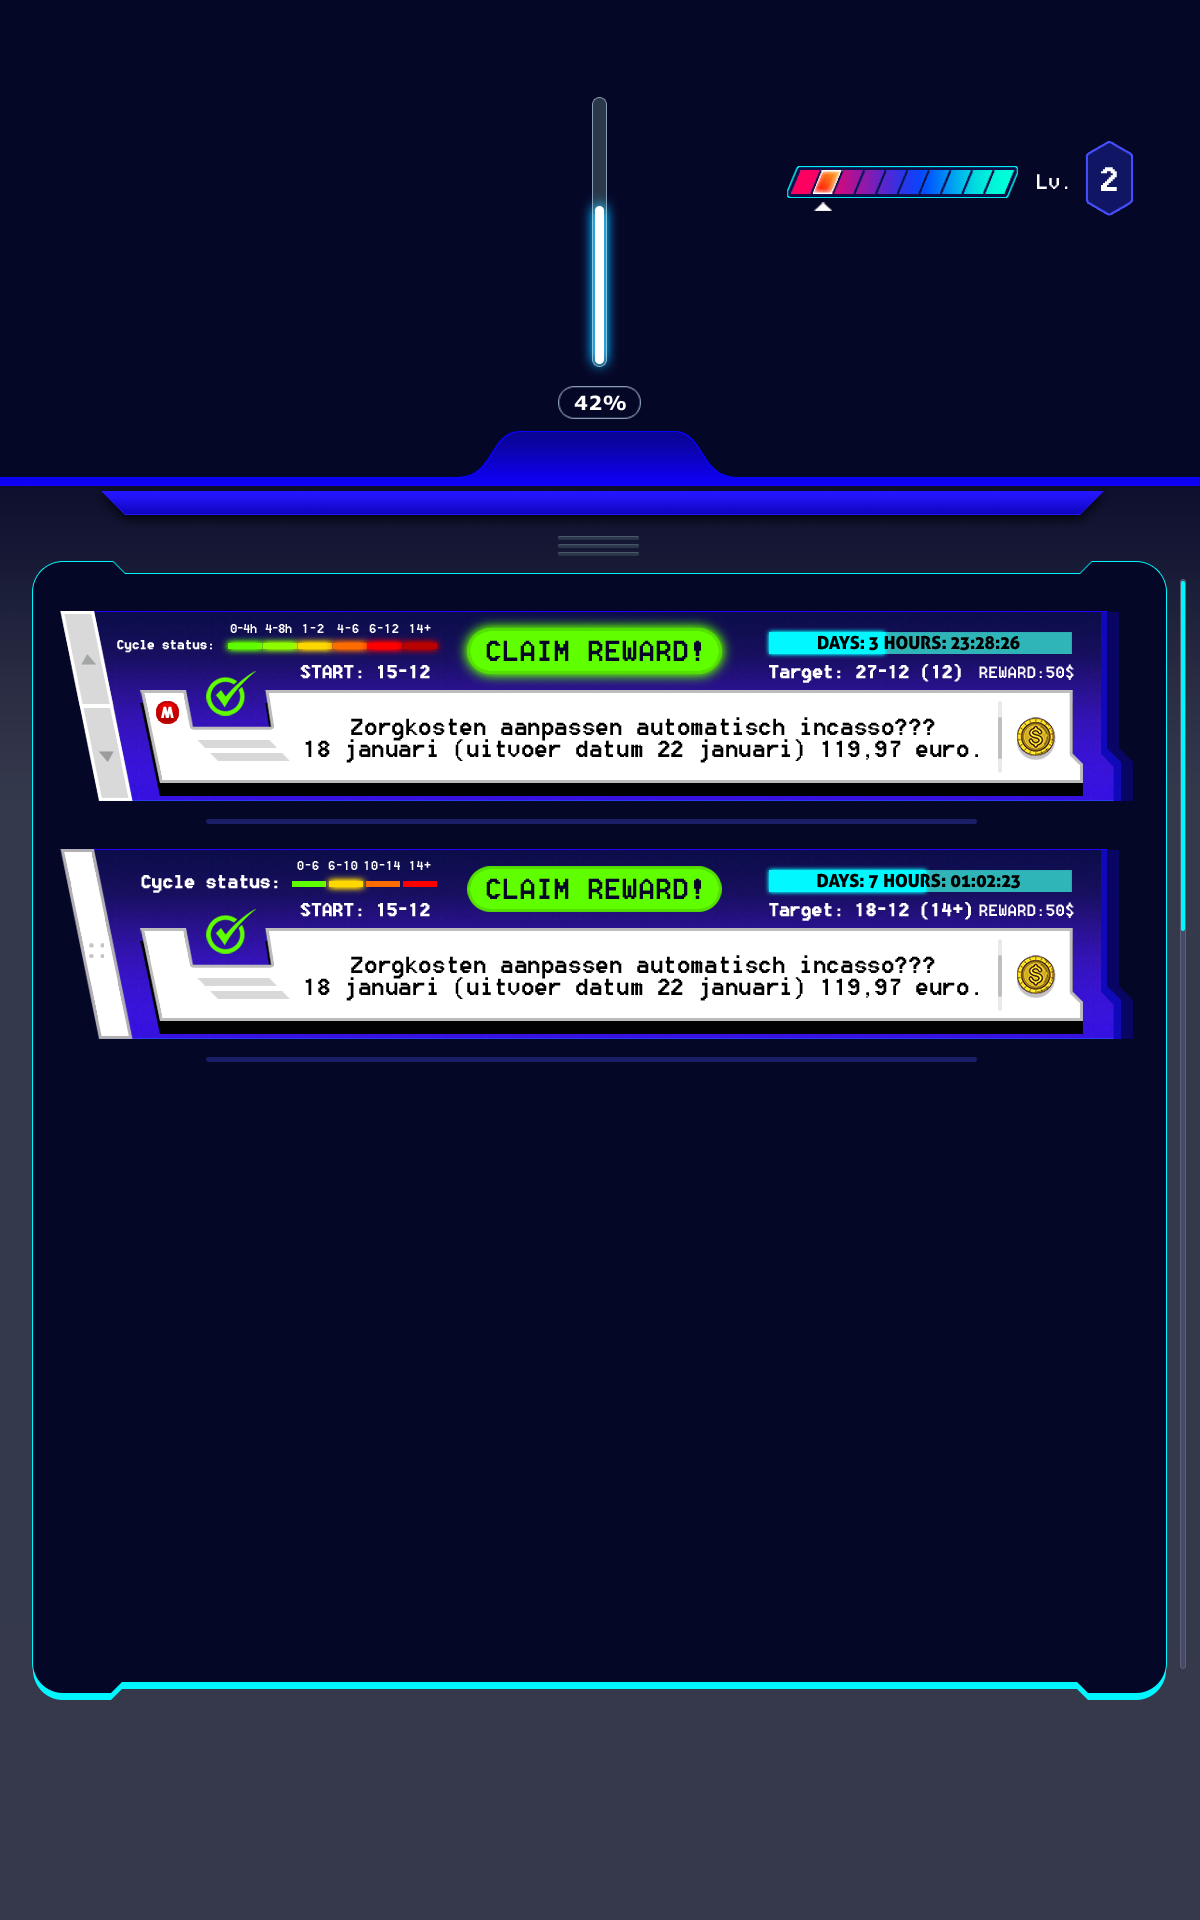 Lv. 2
42%
0-4h 4-8h 1-2 4-6 6-12 14+
Cycle status:
CLAIM REWARD!
DAYS: 3 HOURS: 23:28:26
START: 15-12
Target: 27-12 (12) REWARD:50$
M
Zorgkosten aanpassen automatisch incasso???
18 januari (uitvoer datum 22 januari) 119,97 euro.
0-6 6-10 10-14 14+
Cycle status:
CLAIM REWARD!
DAYS: 7 HOURS: 01:02:23
START: 15-12
Target: 18-12 (14+) REWARD:50$
Zorgkosten aanpassen automatisch incasso???
18 januari (uitvoer datum 22 januari) 119,97 euro.